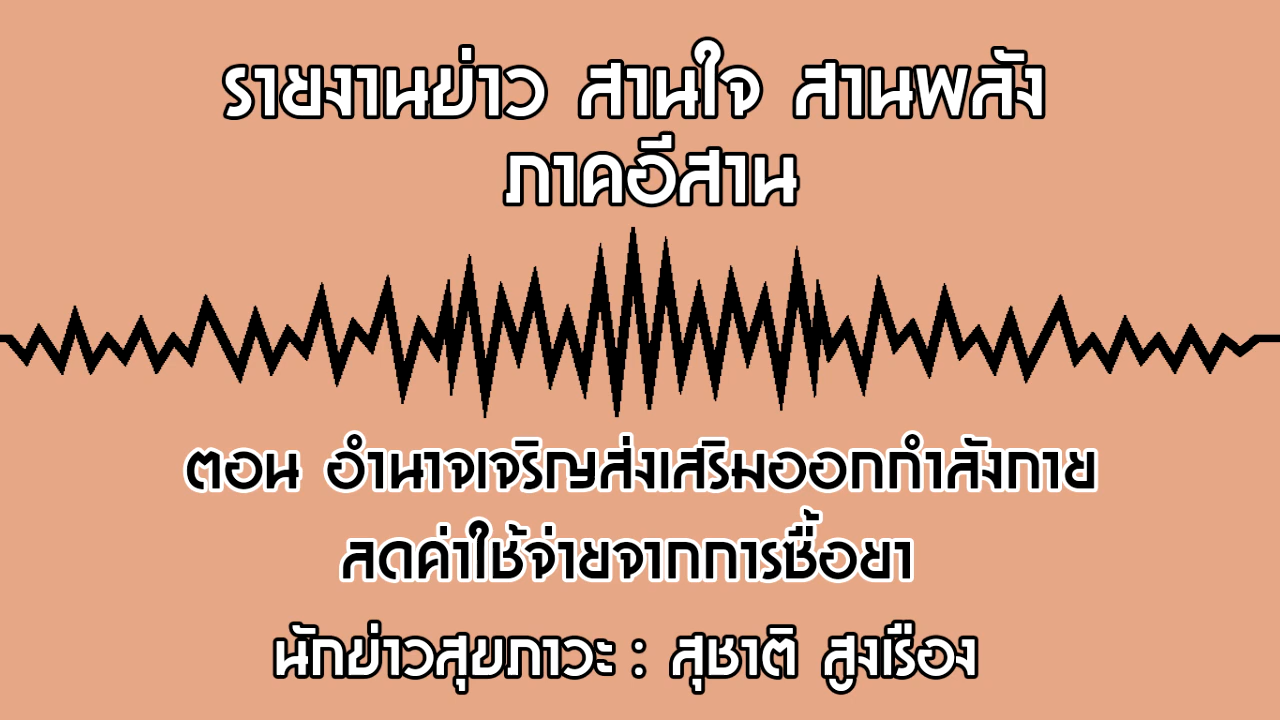 รายงานข่าว สานใจ สานพลัง
ภาคอีสาน
ตอน อำนาจเจริญส่งเสริมออกกำลังกาย
ลดค่าใช้จ่ายจากการซื้อยา
นักข่าวสุขภาวะ : สุชาติ สูงเรือง